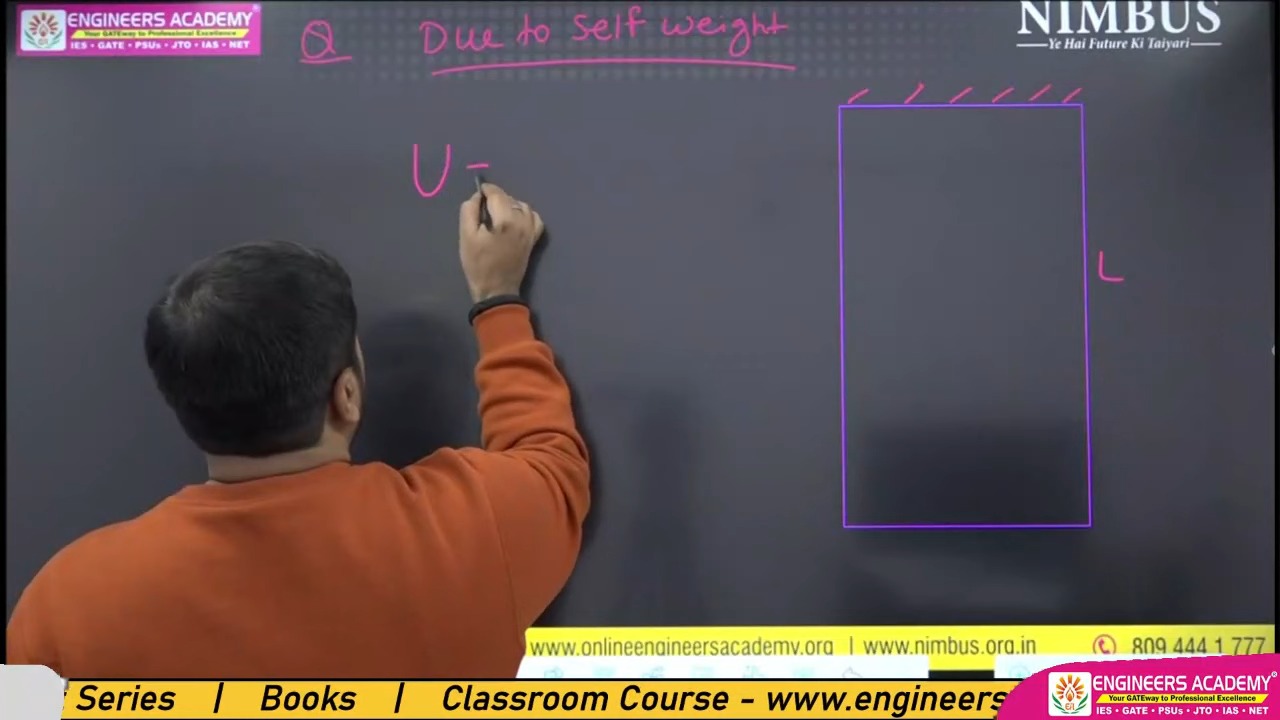 ENGINEERS ACADEMY
Your GATEway to Professional Excellence
IES • GATE • PSUs • JTO • IAS • NET
NIMBUS
Ye Hai Future Ki Taiyari
Q Due to Self weight
U -
L
www.onlineengineersacademy.org | www.nimbus.org.in 809 444 1 777
Series | Books | Classroom Course - www.engineers
ENGINEERS ACADEMY
Your GATEway to Professional Excellence
IES • GATE • PSUs • JTO • IAS • NET